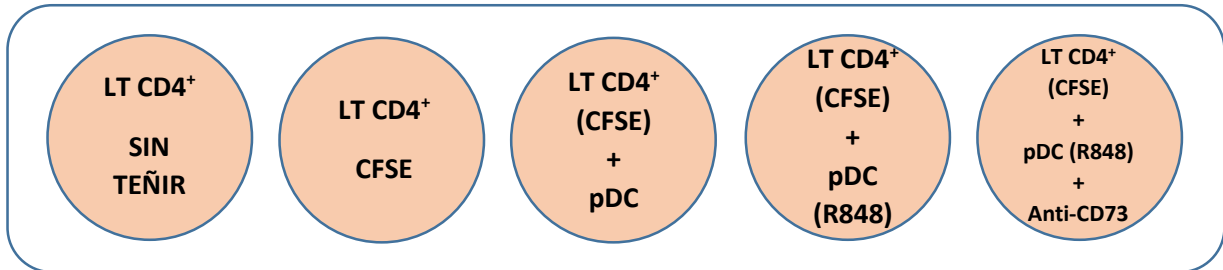 LT CD4⁺
SIN
TEÑIR
LT CD4⁺
CFSE
LT CD4⁺
(CFSE)
+
pDC
LT CD4⁺
(CFSE)
+
pDC
(R848)
LT CD4⁺
(CFSE)
+
pDC (R848)
+
Anti-CD73